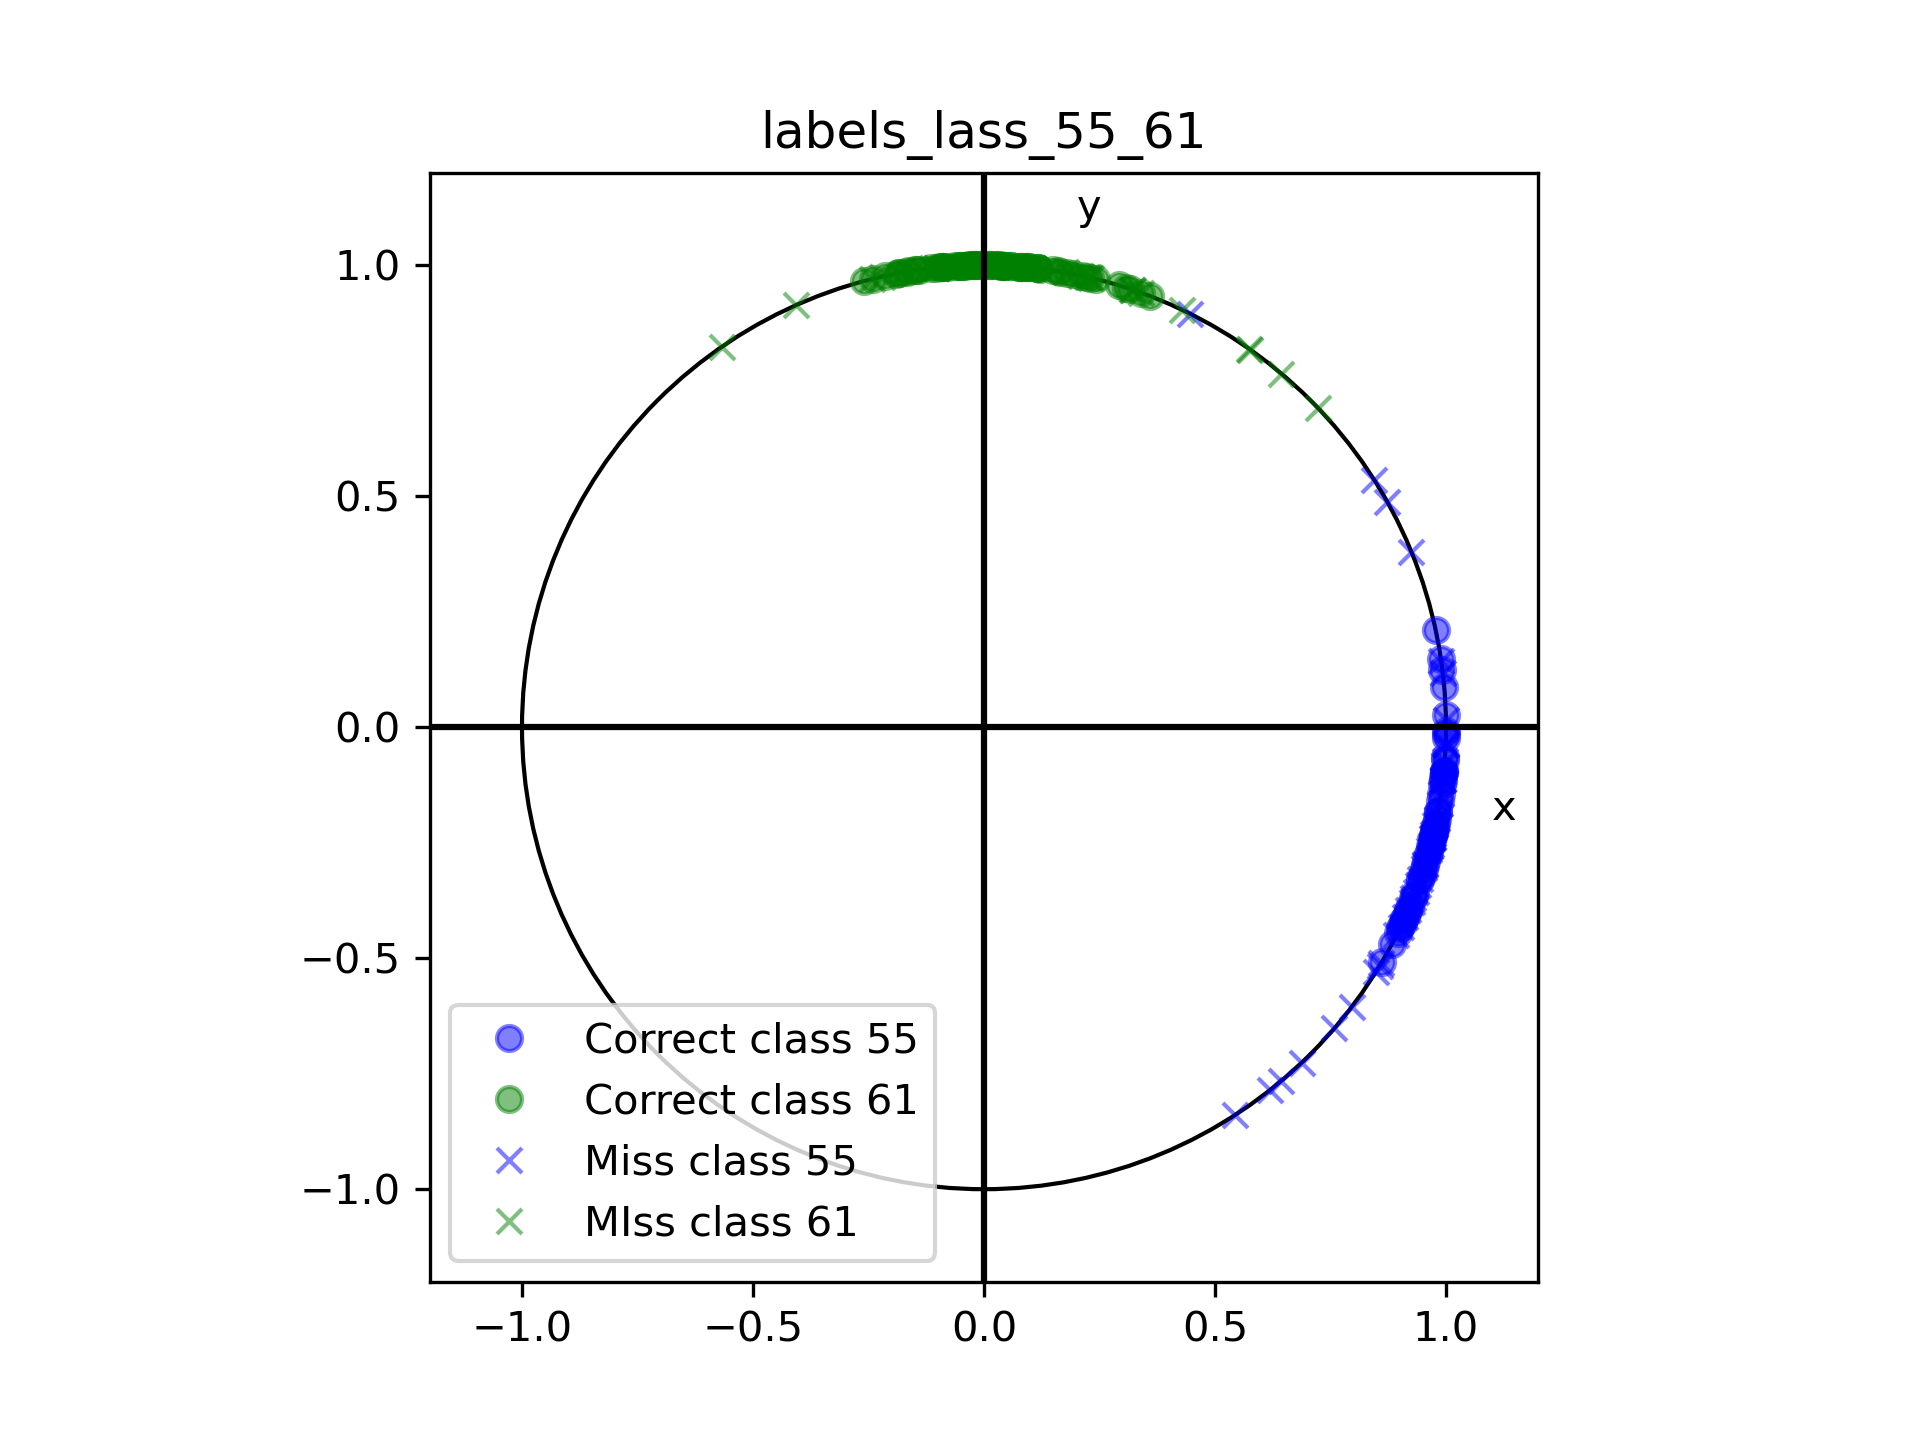 labels_lass_55_61
y
1.0
0.5
0.0
x
−0.5
−1.0
Correct class 55
Correct class 61
Miss class 55
MIss class 61
−1.0 −0.5 0.0 0.5 1.0